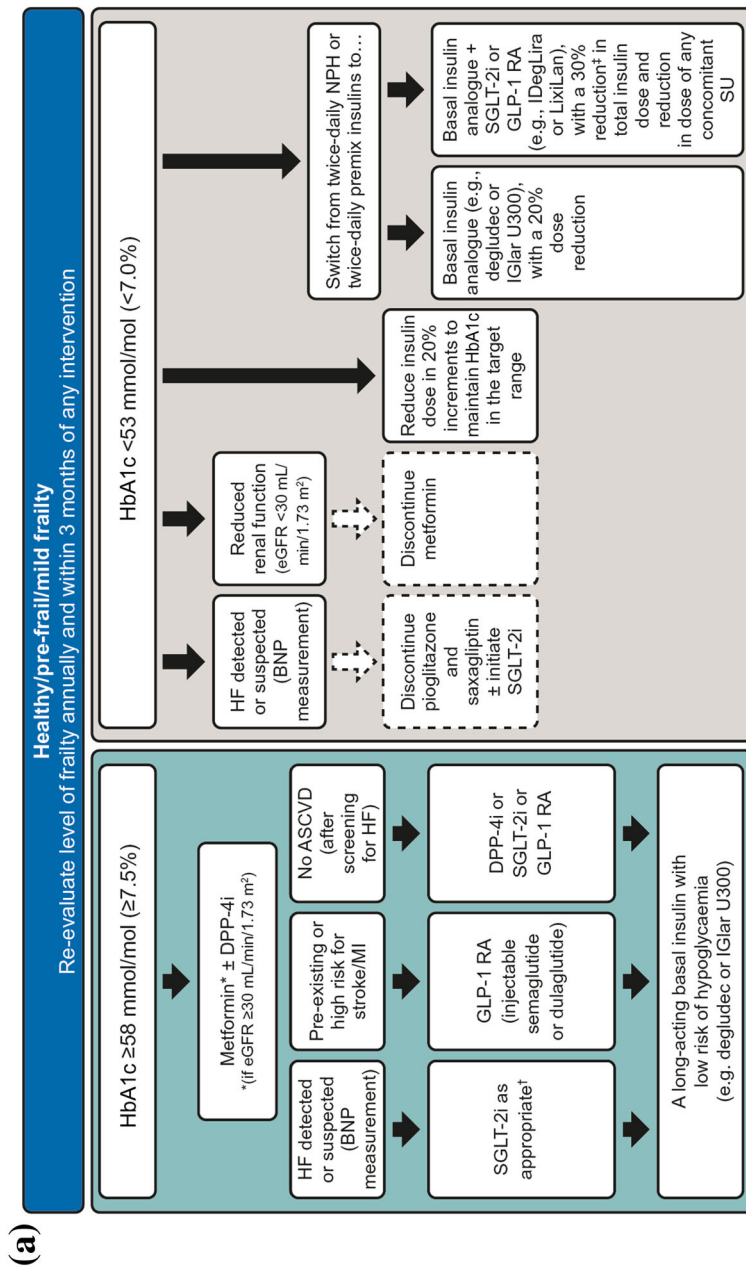 (a)
Healthy/pre-frail/mild frailty
Re-evaluate level of frailty annually and within 3 months of any intervention
HbA1c ≥58 mmol/mol (≥7.5%)
Metformin* ± DPP-4i
*(if eGFR ≥30 mL/min/1.73 m²)
HF detected
or suspected
(BNP
measurement)
Pre-existing or
high risk for
stroke/MI
No ASCVD
(after
screening
for HF)
SGLT-2i as
appropriate†
GLP-1 RA
(injectable
semaglutide
or dulaglutide)
DPP-4i or
SGLT-2i or
GLP-1 RA
A long-acting basal insulin with
low risk of hypoglycaemia
(e.g. degludec or IGlar U300)
HbA1c <53 mmol/mol (<7.0%)
HF detected
or suspected
(BNP
measurement)
Reduced
renal function
(eGFR <30 mL/
min/1.73 m²)
Switch from twice-daily NPH or
twice-daily premix insulins to…
Discontinue
pioglitazone
and
saxagliptin
± initiate
SGLT-2i
Discontinue
metformin
Reduce insulin
dose in 20%
increments to
maintain HbA1c
in the target
range
Basal insulin
analogue (e.g.,
degludec or
IGlar U300),
with a 20%
dose
reduction
Basal insulin
analogue +
SGLT-2i or
GLP-1 RA
(e.g., IDegLira
or LixiLan),
with a 30%
reduction‡ in
total insulin
dose and
reduction
in dose of any
concomitant
SU